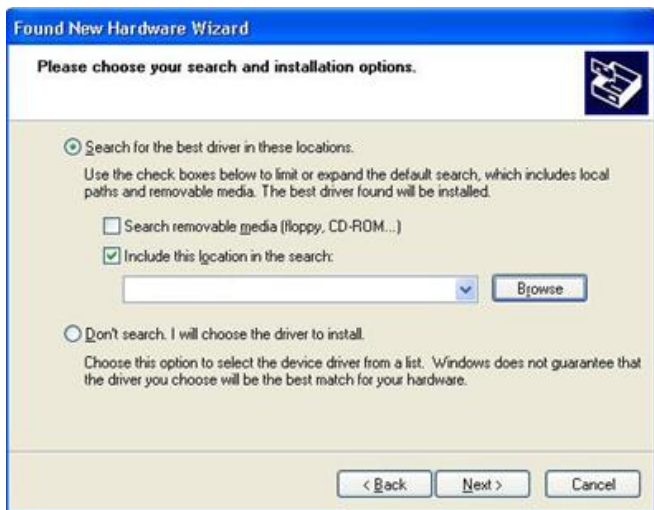 Found New Hardware Wizard
Please choose your search and installation options.
Search for the best driver in these locations.
Use the check boxes below to limit or expand the default search, which includes local
paths and removable media. The best driver found will be installed.
Search removable media (floppy, CD-ROM...)
Include this location in the search:
Browse
Don't search. I will choose the driver to install.
Choose this option to select the device driver from a list. Windows does not guarantee that
the driver you choose will be the best match for your hardware.
< Back Next > Cancel